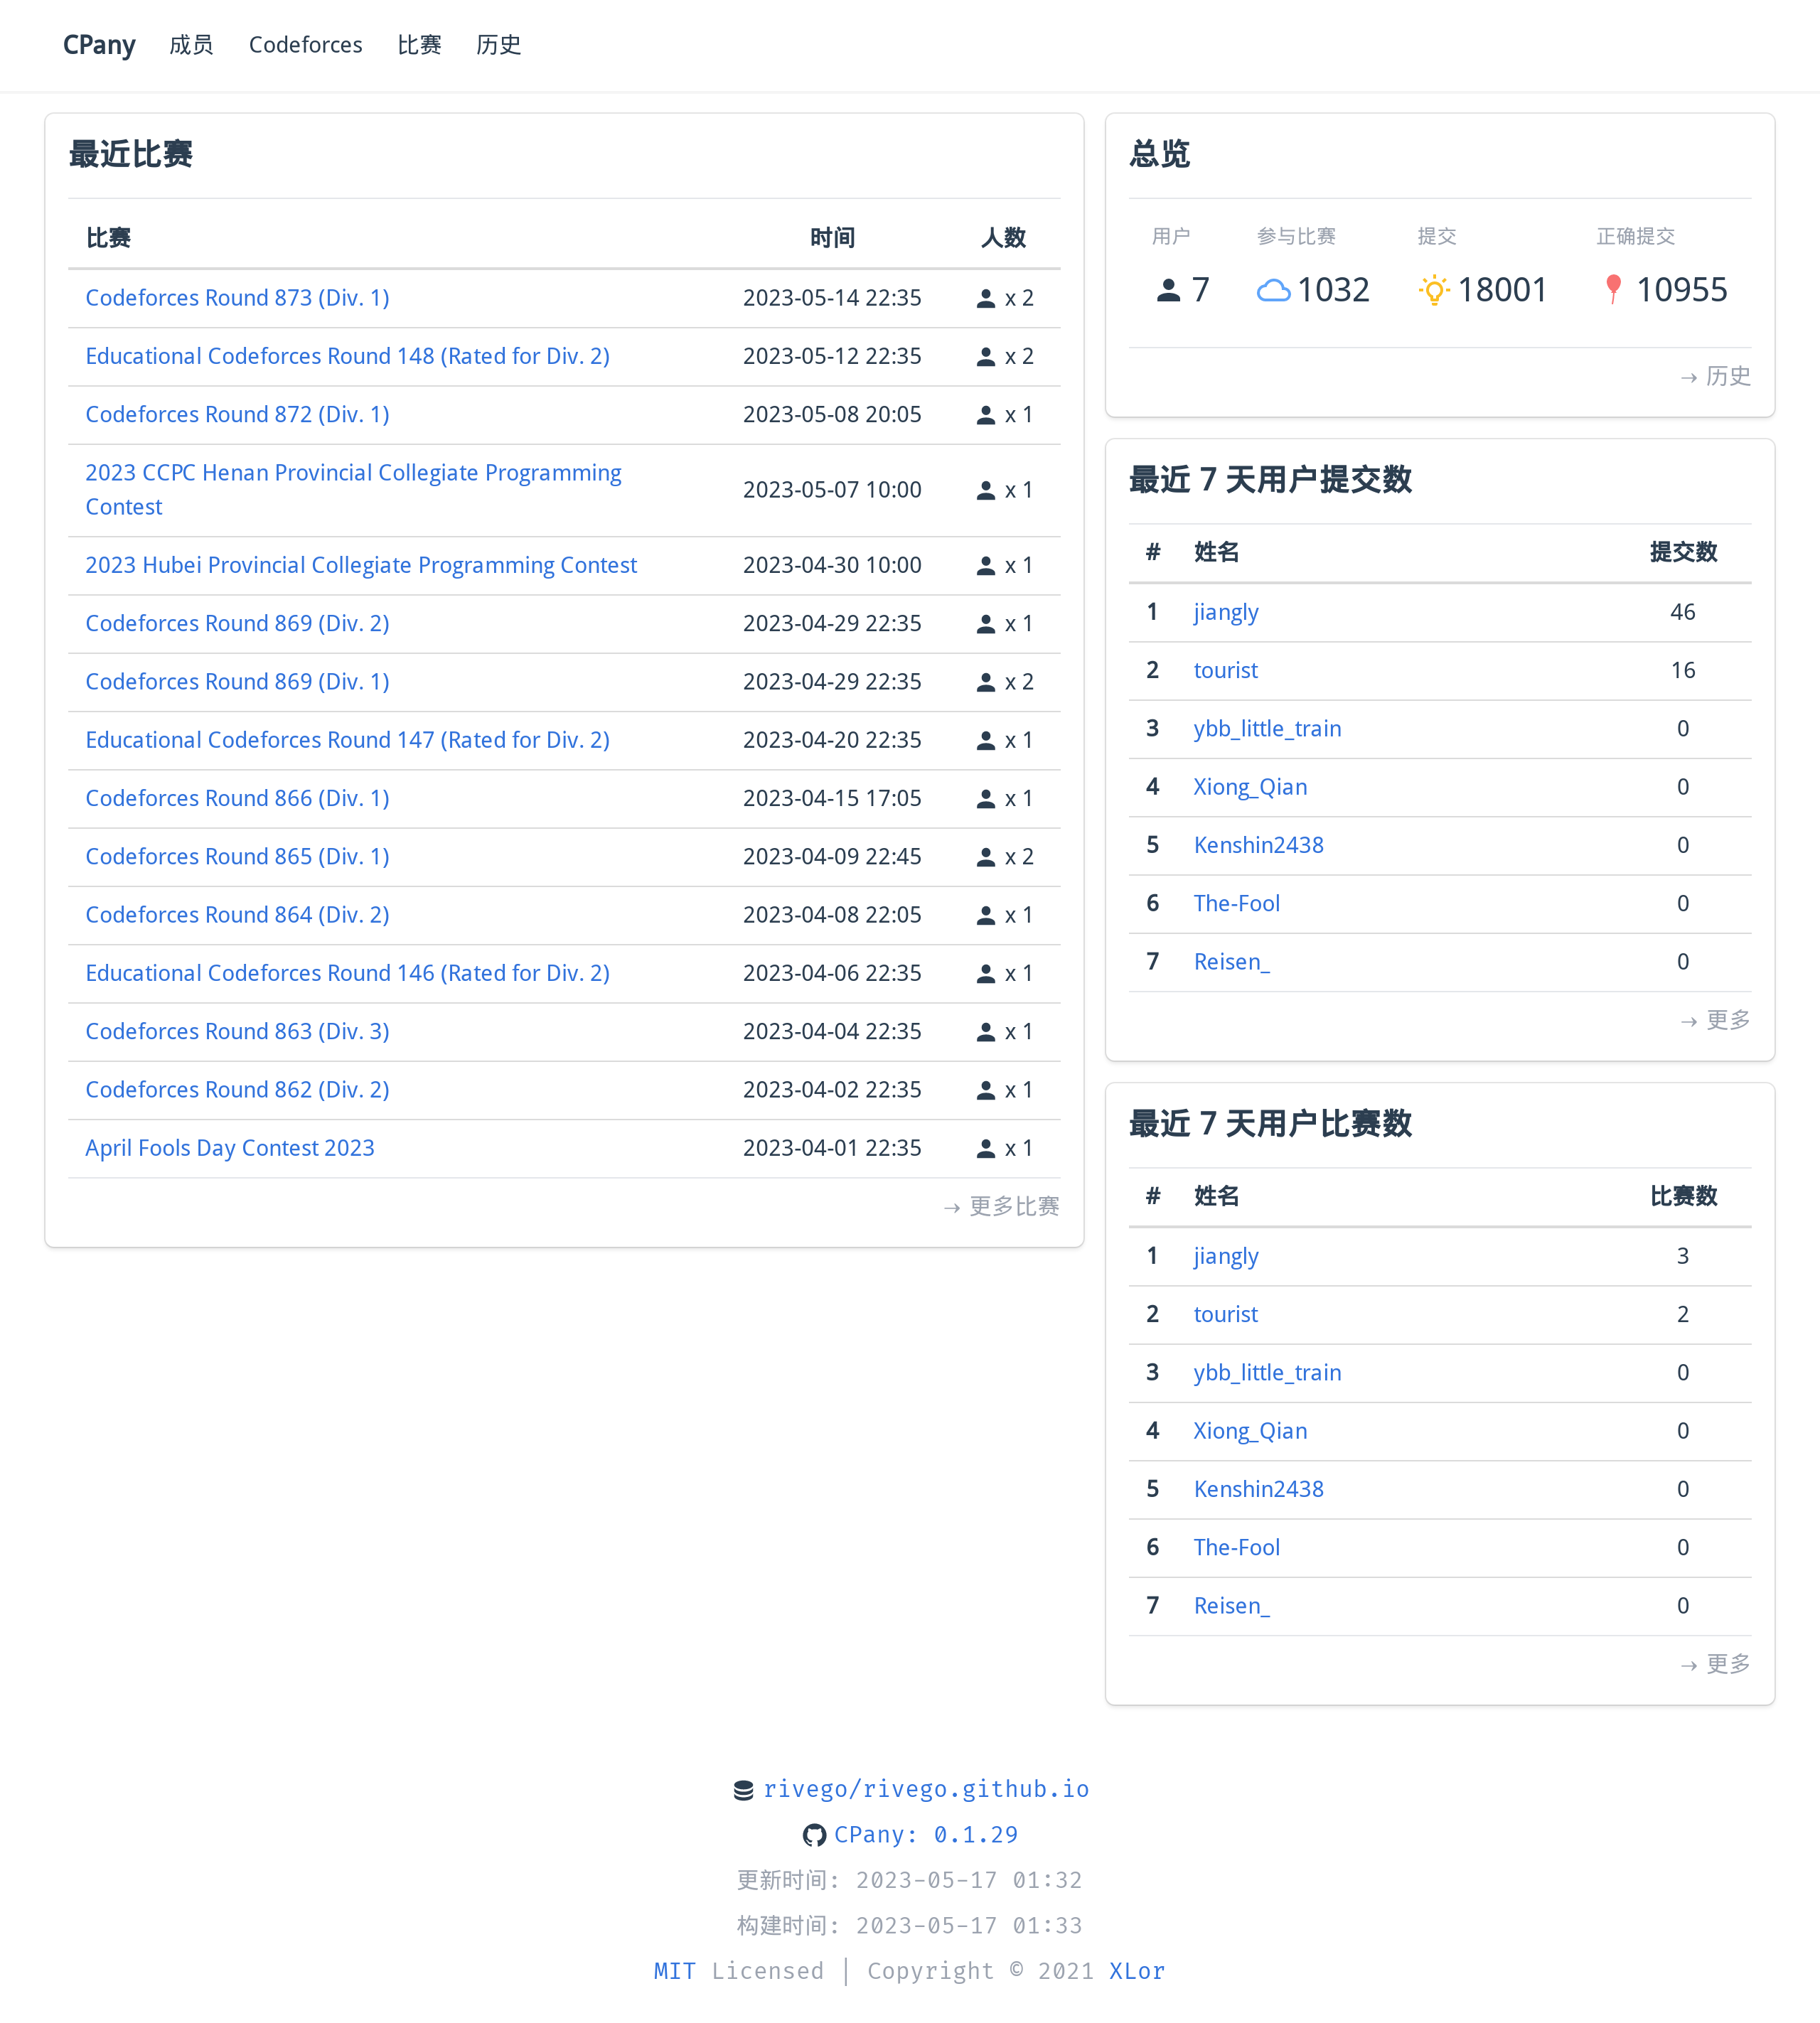 CPany 成员 Codeforces 比赛 历史
最近比赛
比赛 时间 人数
Codeforces Round 873 (Div. 1) 2023-05-14 22:35 x 2
Educational Codeforces Round 148 (Rated for Div. 2) 2023-05-12 22:35 x 2
Codeforces Round 872 (Div. 1) 2023-05-08 20:05 x 1
2023 CCPC Henan Provincial Collegiate Programming
Contest 2023-05-07 10:00 x 1
2023 Hubei Provincial Collegiate Programming Contest 2023-04-30 10:00 x 1
Codeforces Round 869 (Div. 2) 2023-04-29 22:35 x 1
Codeforces Round 869 (Div. 1) 2023-04-29 22:35 x 2
Educational Codeforces Round 147 (Rated for Div. 2) 2023-04-20 22:35 x 1
Codeforces Round 866 (Div. 1) 2023-04-15 17:05 x 1
Codeforces Round 865 (Div. 1) 2023-04-09 22:45 x 2
Codeforces Round 864 (Div. 2) 2023-04-08 22:05 x 1
Educational Codeforces Round 146 (Rated for Div. 2) 2023-04-06 22:35 x 1
Codeforces Round 863 (Div. 3) 2023-04-04 22:35 x 1
Codeforces Round 862 (Div. 2) 2023-04-02 22:35 x 1
April Fools Day Contest 2023 2023-04-01 22:35 x 1
→ 更多比赛
总览
用户 参与比赛 提交 正确提交
7 1032 18001 10955
→ 历史
最近 7 天用户提交数
# 姓名 提交数
1 jiangly 46
2 tourist 16
3 ybb_little_train 0
4 Xiong_Qian 0
5 Kenshin2438 0
6 The-Fool 0
7 Reisen_ 0
→ 更多
最近 7 天用户比赛数
# 姓名 比赛数
1 jiangly 3
2 tourist 2
3 ybb_little_train 0
4 Xiong_Qian 0
5 Kenshin2438 0
6 The-Fool 0
7 Reisen_ 0
→ 更多
rivego/rivego.github.io
CPany: 0.1.29
更新时间: 2023-05-17 01:32
构建时间: 2023-05-17 01:33
MIT Licensed | Copyright © 2021 XLor